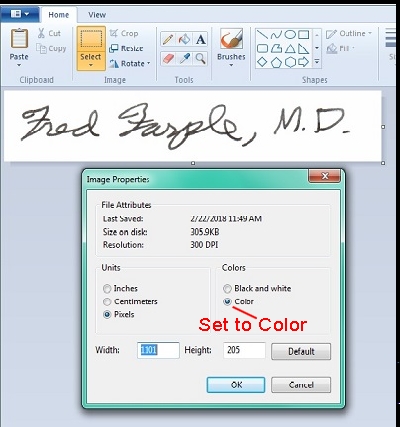 Home View
Paste
Cut
Copy
Clipboard
Select
Crop
Resize
Rotate
Image
Tools
Brushes
Shapes
Outline
Fill
Fred Farple, M.D.
Image Properties
File Attributes
Last Saved: 2/22/2018 11:49 AM
Size on disk: 305.9KB
Resolution: 300 DPI
Units
Inches
Centimeters
Pixels
Colors
Black and white
Color
Set to Color
Width: 1101 Height: 205 Default
OK Cancel